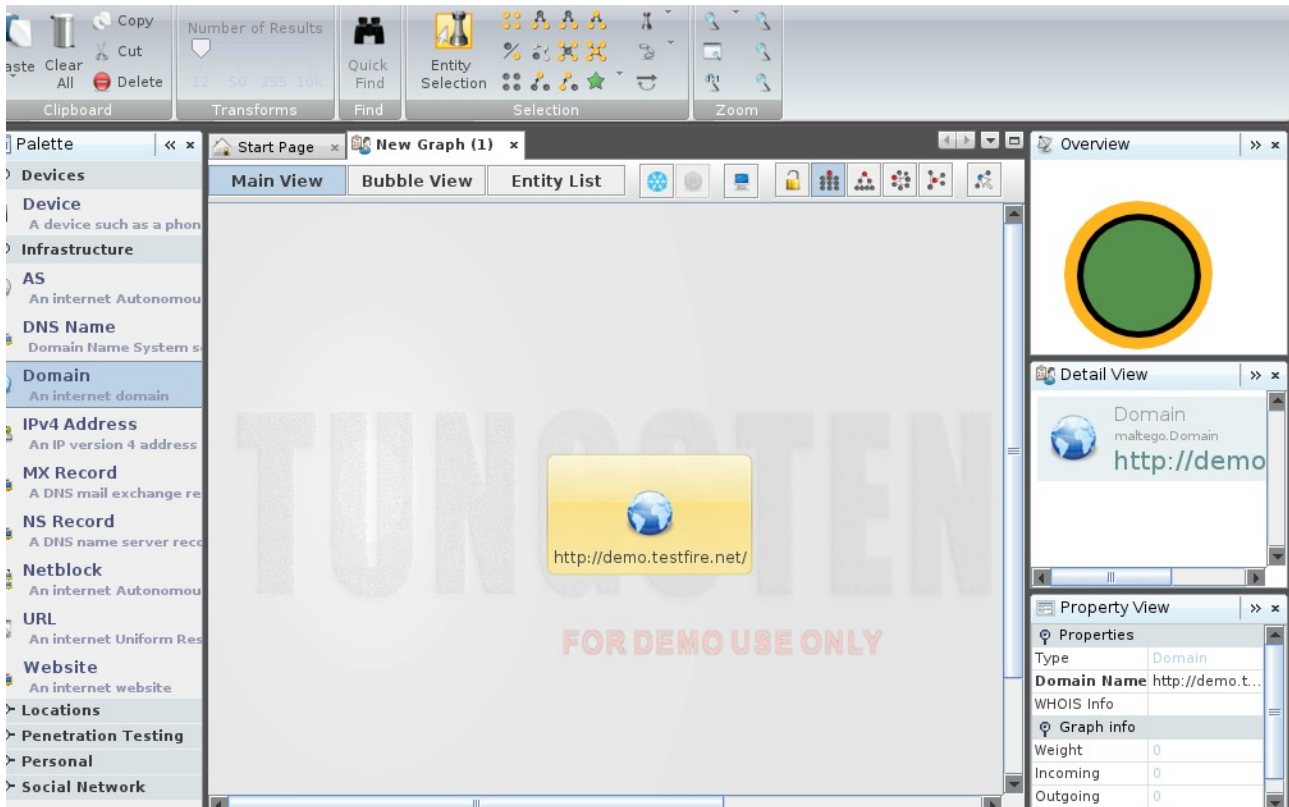 Copy
Cut
Delete
aste
Clear
All
Clipboard
Number of Results
12 50 255 10k
Transforms
Quick
Find
Find
Entity
Selection
Selection
Zoom
Palette
Devices
Device
A device such as a phon
Infrastructure
AS
An internet Autonomou
DNS Name
Domain Name System s
Domain
An internet domain
IPv4 Address
An IP version 4 address
MX Record
A DNS mail exchange re
NS Record
A DNS name server reco
Netblock
An internet Autonomou
URL
An internet Uniform Res
Website
An internet website
Locations
Penetration Testing
Personal
Social Network
Start Page
New Graph (1)
Main View
Bubble View
Entity List
TUNGSTEN
http://demo.testfire.net/
FOR DEMO USE ONLY
Overview
Detail View
Domain
maltego.Domain
http://demo
Property View
Properties
Type Domain
Domain Name http://demo.t...
WHOIS Info
Graph info
Weight 0
Incoming 0
Outgoing 0